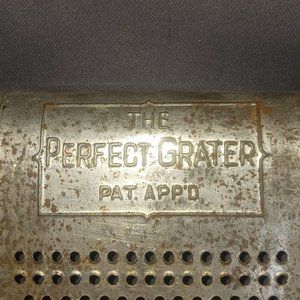 THE
PERFECT GRATER
PAT. APP'D